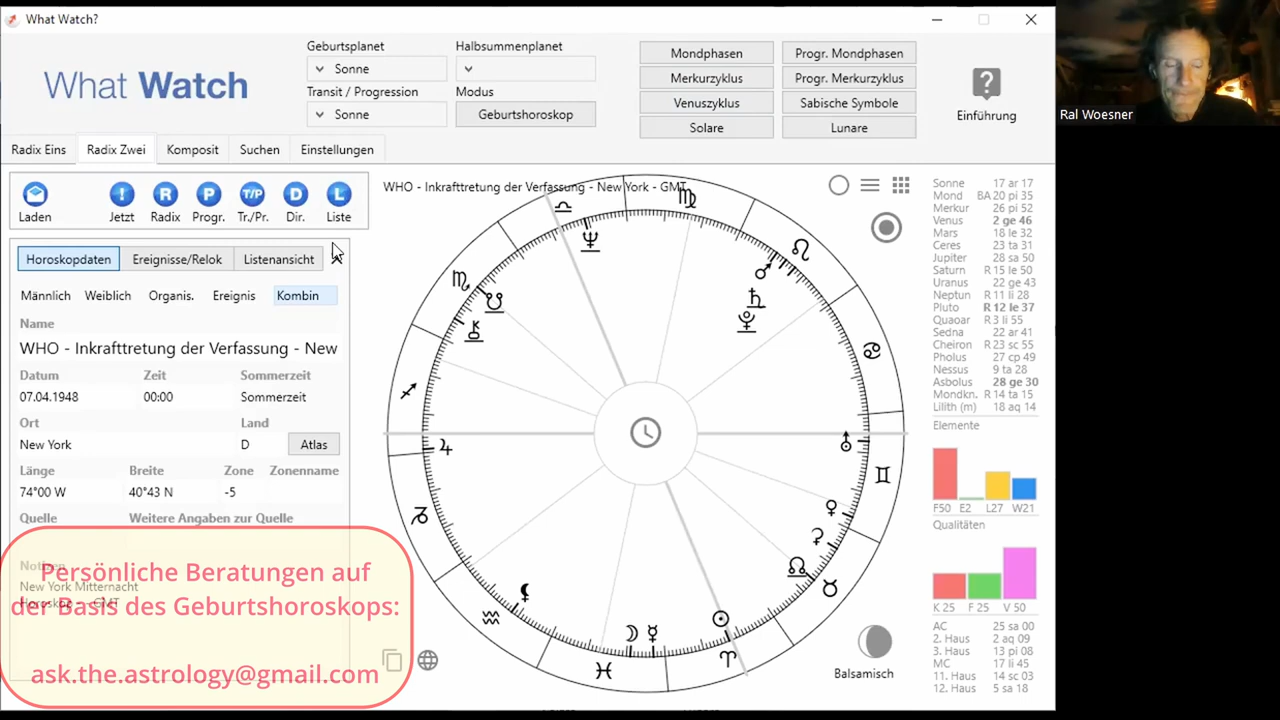 What Watch?
What Watch
Geburtsplanet
Sonne
Halbsummenplanet
Transit / Progression
Sonne
Modus
Geburtshoroskop
Mondphasen
Progr. Mondphasen
Merkurzyklus
Progr. Merkurzyklus
Venuszyklus
Sabische Symbole
Solare
Lunare
Einführung
Ral Woesner
Radix Eins
Radix Zwei
Komposit
Suchen
Einstellungen
Laden
Jetzt
Radix
Progr.
Tr./Pr.
Dir.
Liste
WHO - Inkrafttretung der Verfassung - New York - GMT
Horoskopdaten
Ereignisse/Relok
Listenansicht
Männlich
Weiblich
Organis.
Ereignis
Kombin
Name
WHO - Inkrafttretung der Verfassung - New
Datum
Zeit
Sommerzeit
07.04.1948
00:00
Sommerzeit
Ort
Land
New York
D
Atlas
Länge
Breite
Zone
Zonenname
74°00 W
40°43 N
-5
Quelle
Weitere Angaben zur Quelle
New York Mitternacht
Persönliche Beratungen auf
der Basis des Geburtshoroskops:
ask.the.astrology@gmail.com
Sonne 17 ar 17
Mond BA 20 pi 35
Merkur 26 pi 52
Venus 2 ge 46
Mars 18 le 32
Ceres 23 ta 31
Jupiter 28 sa 50
Saturn R 15 le 50
Uranus 22 ge 43
Neptun R 11 li 28
Pluto R 12 le 37
Quaoar R 3 li 55
Sedna 22 ar 41
Cheiron R 23 sc 55
Pholus 27 cp 49
Nessus 9 ta 28
Asbolus 28 ge 30
Mondkn. R 14 ta 15
Lilith (m) 18 aq 14
Elemente
F50 E2 L27 W21
Qualitäten
K 25 F 25 V 50
AC 25 sa 00
2. Haus 2 aq 09
3. Haus 13 pi 08
MC 17 li 45
11. Haus 14 sc 03
12. Haus 5 sa 18
Balsamisch